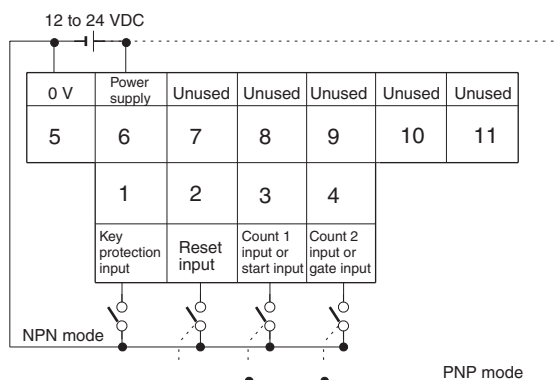 12 to 24 VDC
0 V
Power
supply
Unused
Unused
Unused
Unused
Unused
5
6
7
8
9
10
11
1
2
3
4
Key
protection
input
Reset
input
Count 1
input or
start input
Count 2
input or
gate input
NPN mode
PNP mode